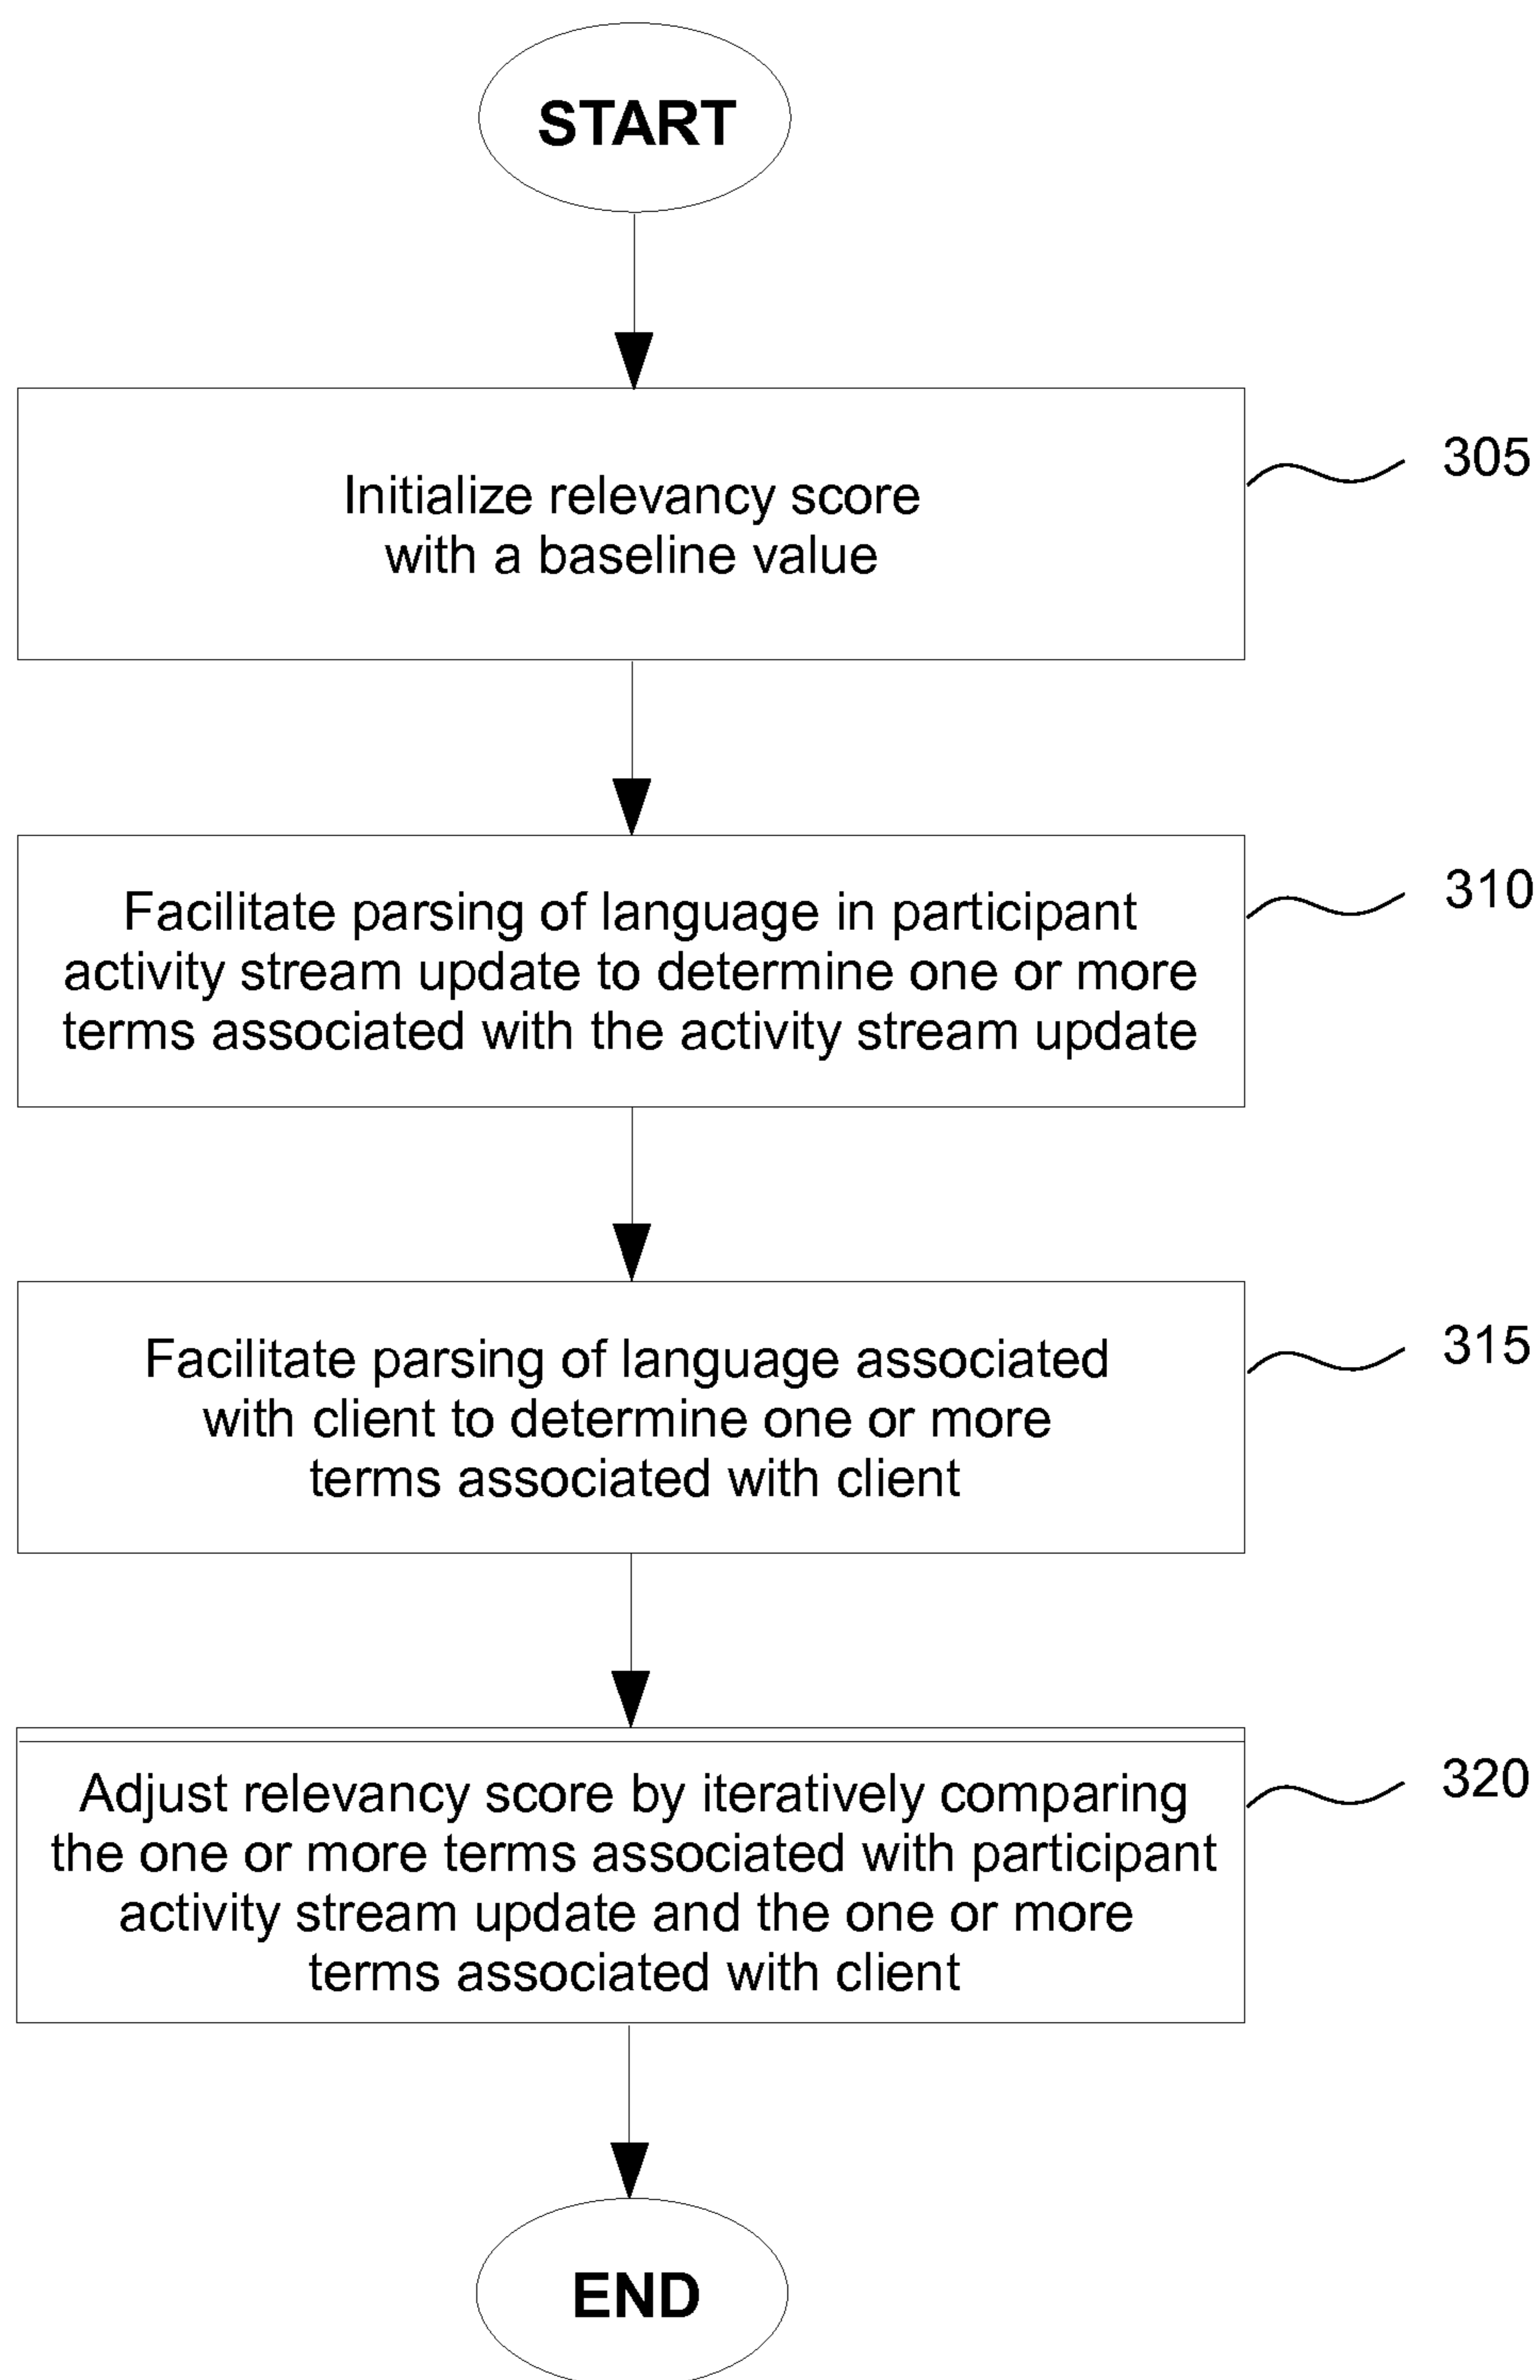 START
Initialize relevancy score
with a baseline value
305
Facilitate parsing of language in participant
activity stream update to determine one or more
terms associated with the activity stream update
310
Facilitate parsing of language associated
with client to determine one or more
terms associated with client
315
Adjust relevancy score by iteratively comparing
the one or more terms associated with participant
activity stream update and the one or more
terms associated with client
320
END